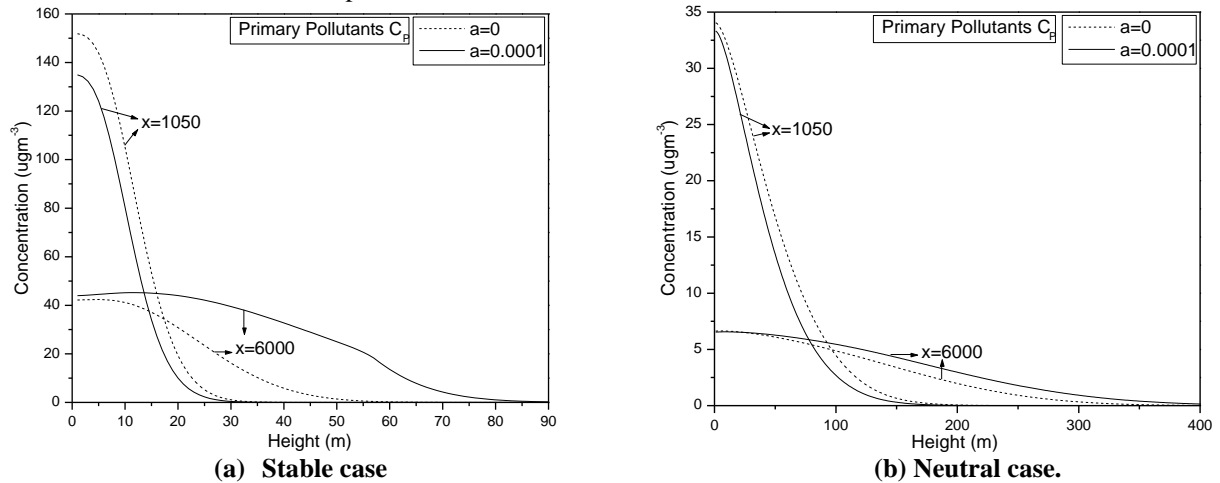 Primary Pollutants C_P
a=0
a=0.0001
160
140
120
100
80
60
40
20
0
Concentration (ugm⁻³)
x=1050
x=6000
0 10 20 30 40 50 60 70 80 90
Height (m)
(a) Stable case
Primary Pollutants C_P
a=0
a=0.0001
35
30
25
20
15
10
5
0
Concentration (ugm⁻³)
x=1050
x=6000
0 100 200 300 400
Height (m)
(b) Neutral case.